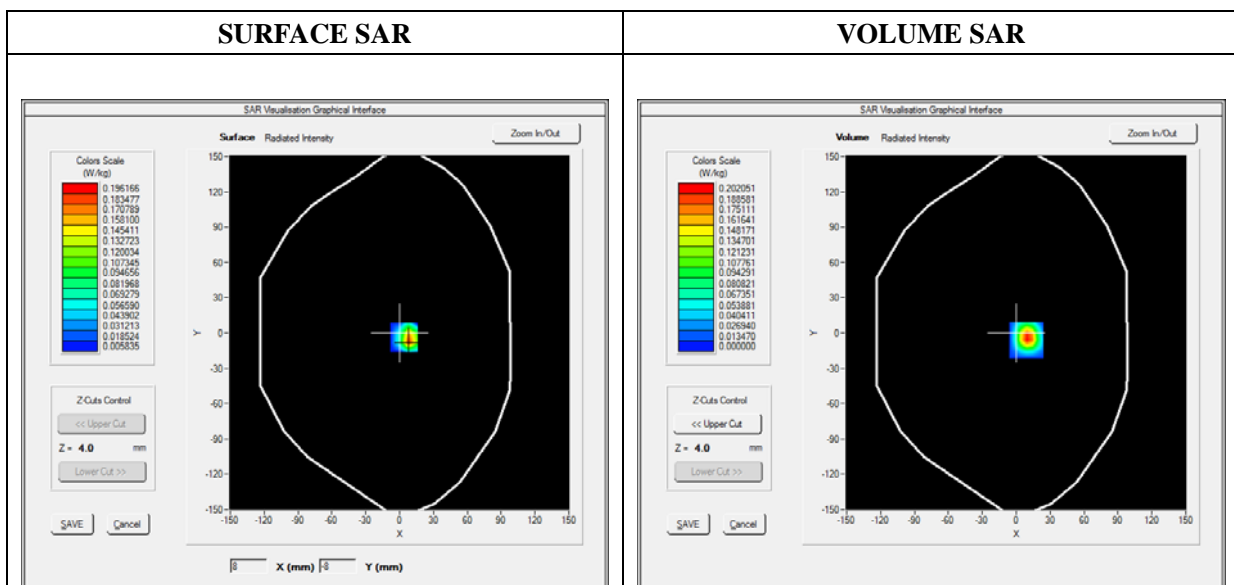 SURFACE SAR
VOLUME SAR
SAR Visualisation Graphical Interface
Surface Radiated Intensity
Zoom In/Out
Colors Scale
(W/kg)
0.196166
0.183477
0.170789
0.158100
0.145411
0.132723
0.120034
0.107345
0.094656
0.081968
0.069279
0.056590
0.043902
0.031213
0.018524
0.005835
Z-Cuts Control
<< Upper Cut
Z = 4.0 mm
Lower Cut >>
SAVE Cancel
150
120
90
60
30
0
-30
-60
-90
-120
-150
Y
-150 -120 -90 -60 -30 0 30 60 90 120 150
X
8 X (mm) -8 Y (mm)
SAR Visualisation Graphical Interface
Volume Radiated Intensity
Zoom In/Out
Colors Scale
(W/kg)
0.202051
0.188581
0.175111
0.161641
0.148171
0.134701
0.121231
0.107761
0.094291
0.080821
0.067351
0.053881
0.040411
0.026940
0.013470
0.000000
Z-Cuts Control
<< Upper Cut
Z = 4.0 mm
Lower Cut >>
SAVE Cancel
150
120
90
60
30
0
-30
-60
-90
-120
-150
Y
-150 -120 -90 -60 -30 0 30 60 90 120 150
X